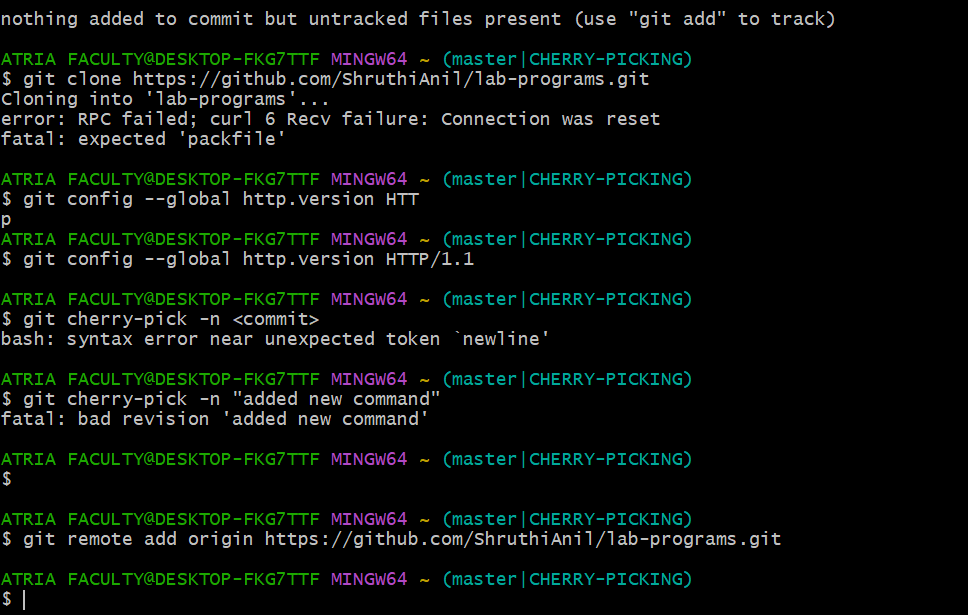 nothing added to commit but untracked files present (use "git add" to track)
ATRIA FACULTY@DESKTOP-FKG7TTF MINGW64 ~ (master|CHERRY-PICKING)
$ git clone https://github.com/ShruthiAnil/lab-programs.git
Cloning into 'lab-programs'...
error: RPC failed; curl 6 Recv failure: Connection was reset
fatal: expected 'packfile'
ATRIA FACULTY@DESKTOP-FKG7TTF MINGW64 ~ (master|CHERRY-PICKING)
$ git config --global http.version HTT
p
ATRIA FACULTY@DESKTOP-FKG7TTF MINGW64 ~ (master|CHERRY-PICKING)
$ git config --global http.version HTTP/1.1
ATRIA FACULTY@DESKTOP-FKG7TTF MINGW64 ~ (master|CHERRY-PICKING)
$ git cherry-pick -n <commit>
bash: syntax error near unexpected token `newline'
ATRIA FACULTY@DESKTOP-FKG7TTF MINGW64 ~ (master|CHERRY-PICKING)
$ git cherry-pick -n "added new command"
fatal: bad revision 'added new command'
ATRIA FACULTY@DESKTOP-FKG7TTF MINGW64 ~ (master|CHERRY-PICKING)
$
ATRIA FACULTY@DESKTOP-FKG7TTF MINGW64 ~ (master|CHERRY-PICKING)
$ git remote add origin https://github.com/ShruthiAnil/lab-programs.git
ATRIA FACULTY@DESKTOP-FKG7TTF MINGW64 ~ (master|CHERRY-PICKING)
$